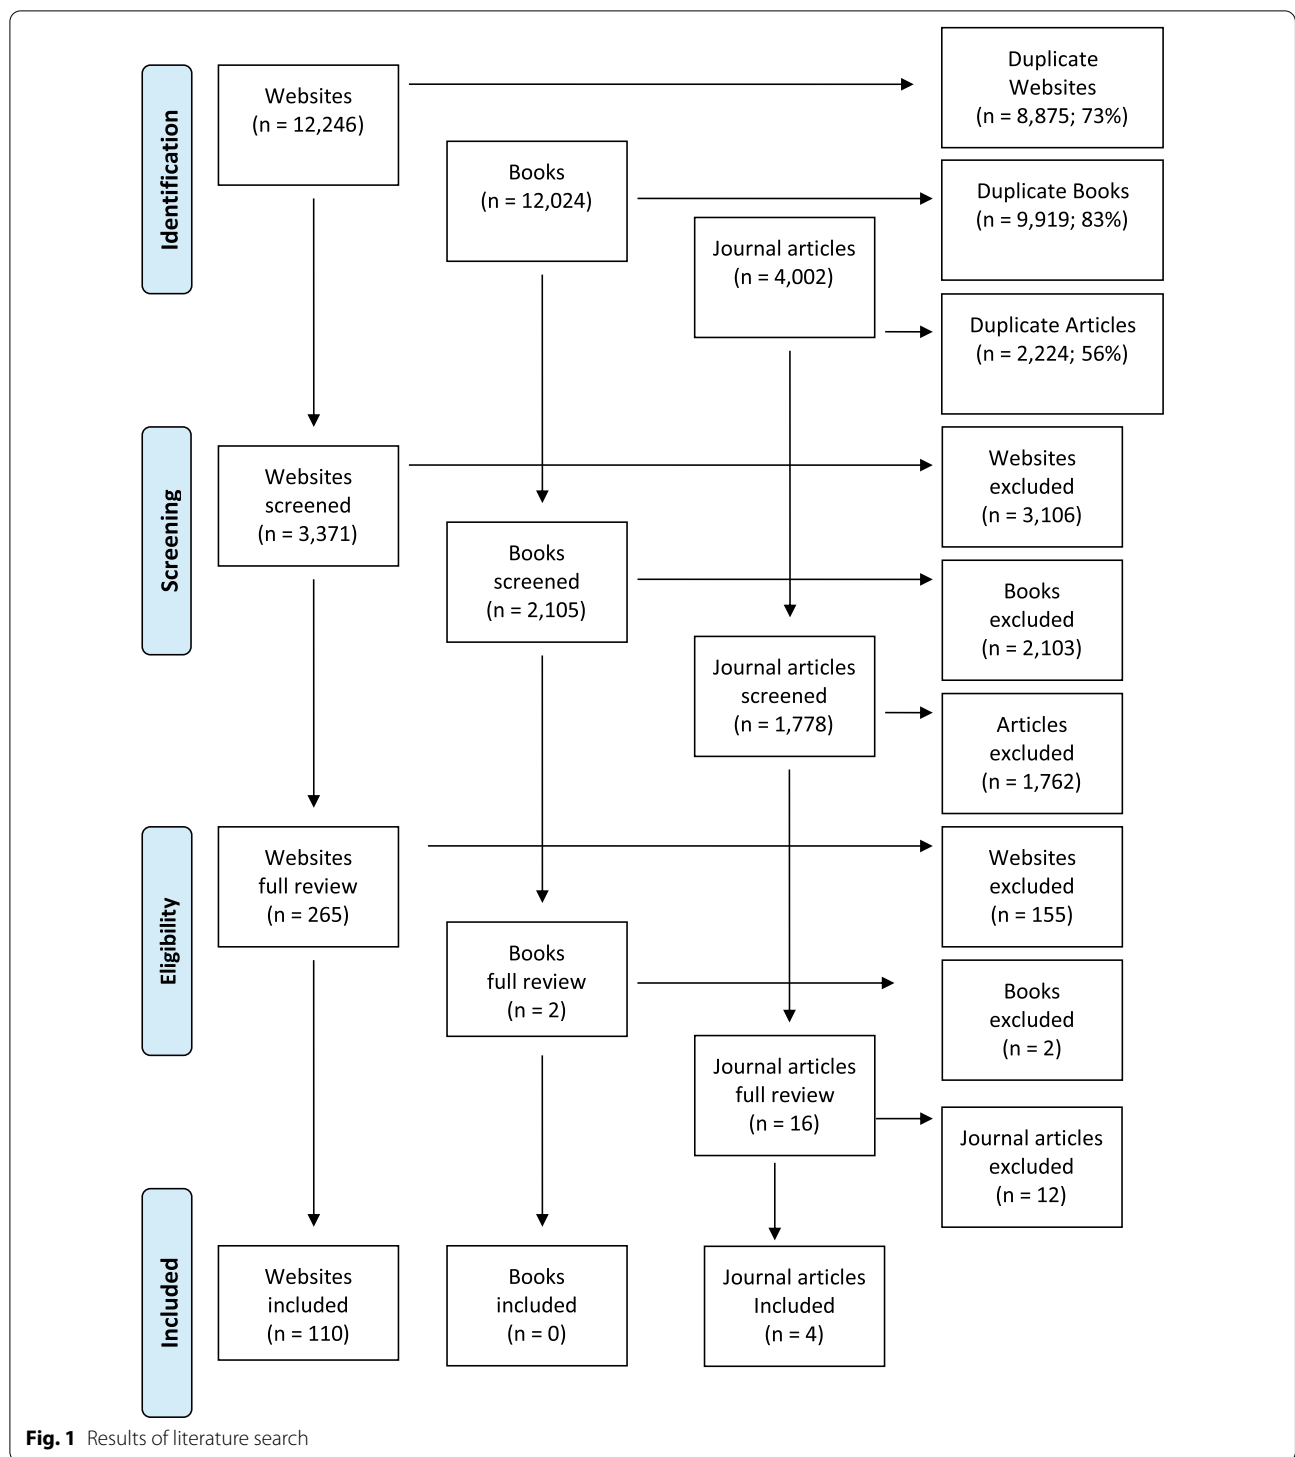 Identification
Websites
(n = 12,246)
Books
(n = 12,024)
Journal articles
(n = 4,002)
Duplicate
Websites
(n = 8,875; 73%)
Duplicate Books
(n = 9,919; 83%)
Duplicate Articles
(n = 2,224; 56%)
Screening
Websites
screened
(n = 3,371)
Books
screened
(n = 2,105)
Journal articles
screened
(n = 1,778)
Websites
excluded
(n = 3,106)
Books
excluded
(n = 2,103)
Articles
excluded
(n = 1,762)
Eligibility
Websites
full review
(n = 265)
Books
full review
(n = 2)
Journal articles
full review
(n = 16)
Websites
excluded
(n = 155)
Books
excluded
(n = 2)
Journal articles
excluded
(n = 12)
Included
Websites
included
(n = 110)
Books
included
(n = 0)
Journal articles
Included
(n = 4)
Fig. 1 Results of literature search